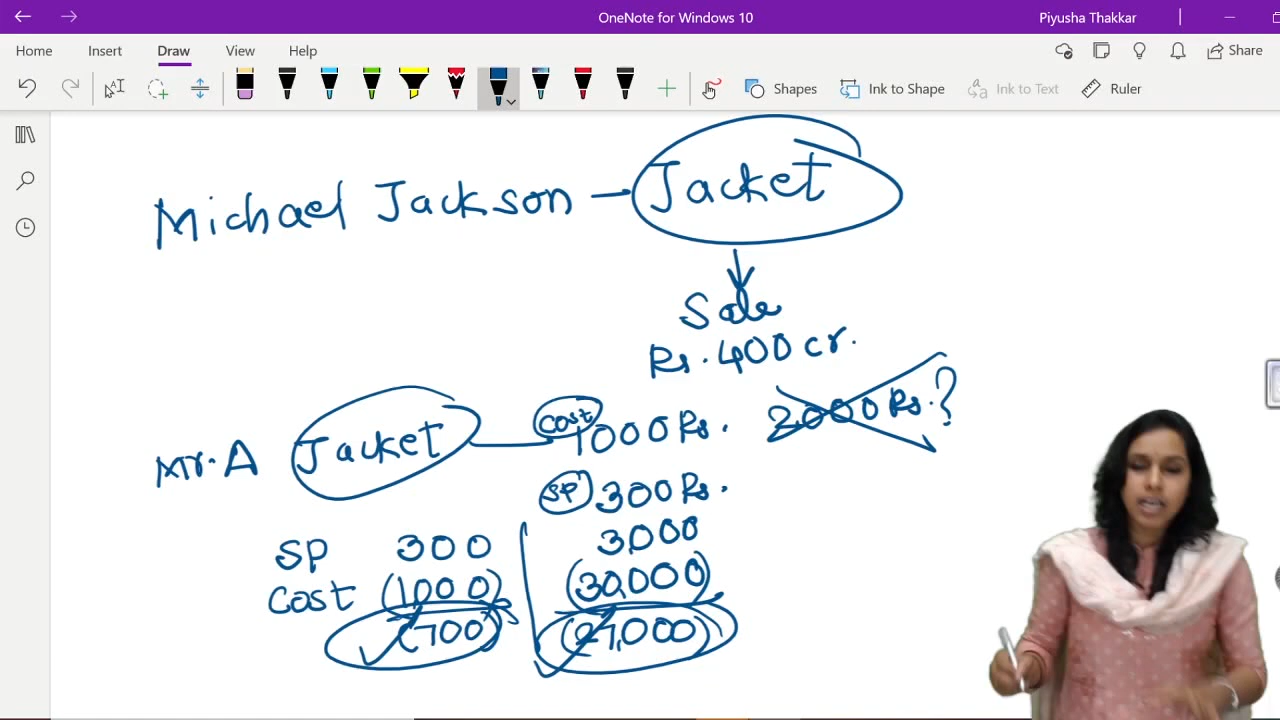 OneNote for Windows 10
Piyusha Thakkar
Home Insert Draw View Help
Share
Shapes Ink to Shape Ink to Text Ruler
Michael Jackson - Jacket
Sale
Rs. 400 cr.
Mr. A Jacket cost 1000 Rs. 2000 Rs. ?
SP 300 Rs.
SP 300 3000
Cost (1000) (30,000)
(700) (27,000)